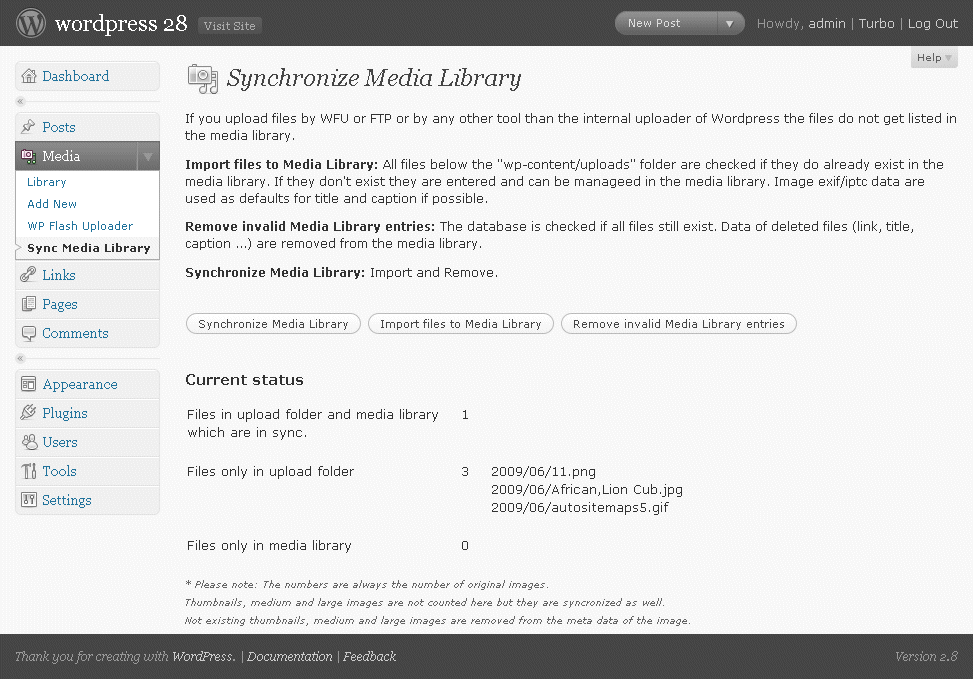 wordpress 28 Visit Site New Post Howdy, admin | Turbo | Log Out
Help
Dashboard
Posts
Media
Library
Add New
WP Flash Uploader
Sync Media Library
Links
Pages
Comments
Appearance
Plugins
Users
Tools
Settings
Synchronize Media Library
If you upload files by WFU or FTP or by any other tool than the internal uploader of Wordpress the files do not get listed in
the media library.
Import files to Media Library: All files below the "wp-content/uploads" folder are checked if they do already exist in the
media library. If they don't exist they are entered and can be manageed in the media library. Image exif/iptc data are
used as defaults for title and caption if possible.
Remove invalid Media Library entries: The database is checked if all files still exist. Data of deleted files (link, title,
caption ...) are removed from the media library.
Synchronize Media Library: Import and Remove.
Synchronize Media Library Import files to Media Library Remove invalid Media Library entries
Current status
Files in upload folder and media library 1
which are in sync.
Files only in upload folder 3 2009/06/11.png
2009/06/African,Lion Cub.jpg
2009/06/autositemaps5.gif
Files only in media library 0
* Please note: The numbers are always the number of original images.
Thumbnails, medium and large images are not counted here but they are syncronized as well.
Not existing thumbnails, medium and large images are removed from the meta data of the image.
Thank you for creating with WordPress. | Documentation | Feedback Version 2.8